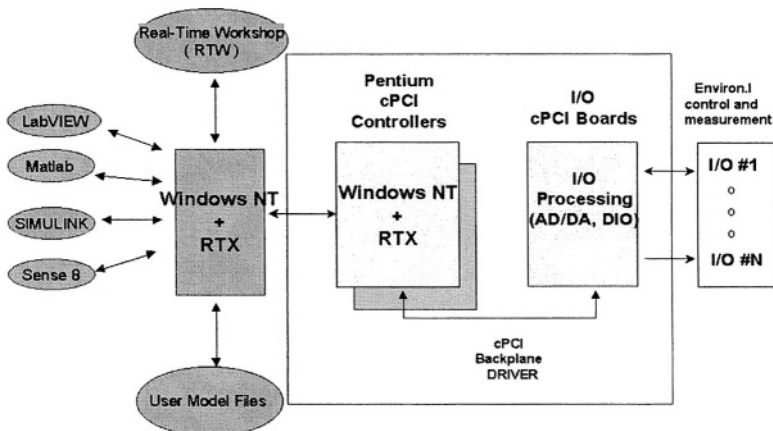 Real-Time Workshop
( RTW)
LabVIEW
Matlab
SIMULINK
Sense 8
Windows NT
+
RTX
User Model Files
Pentium
cPCI
Controllers
Windows NT
+
RTX
I/O
cPCI Boards
I/O
Processing
(AD/DA, DIO)
cPCI
Backplane
DRIVER
Environ.l
control and
measurement
I/O #1
o
o
o
I/O #N